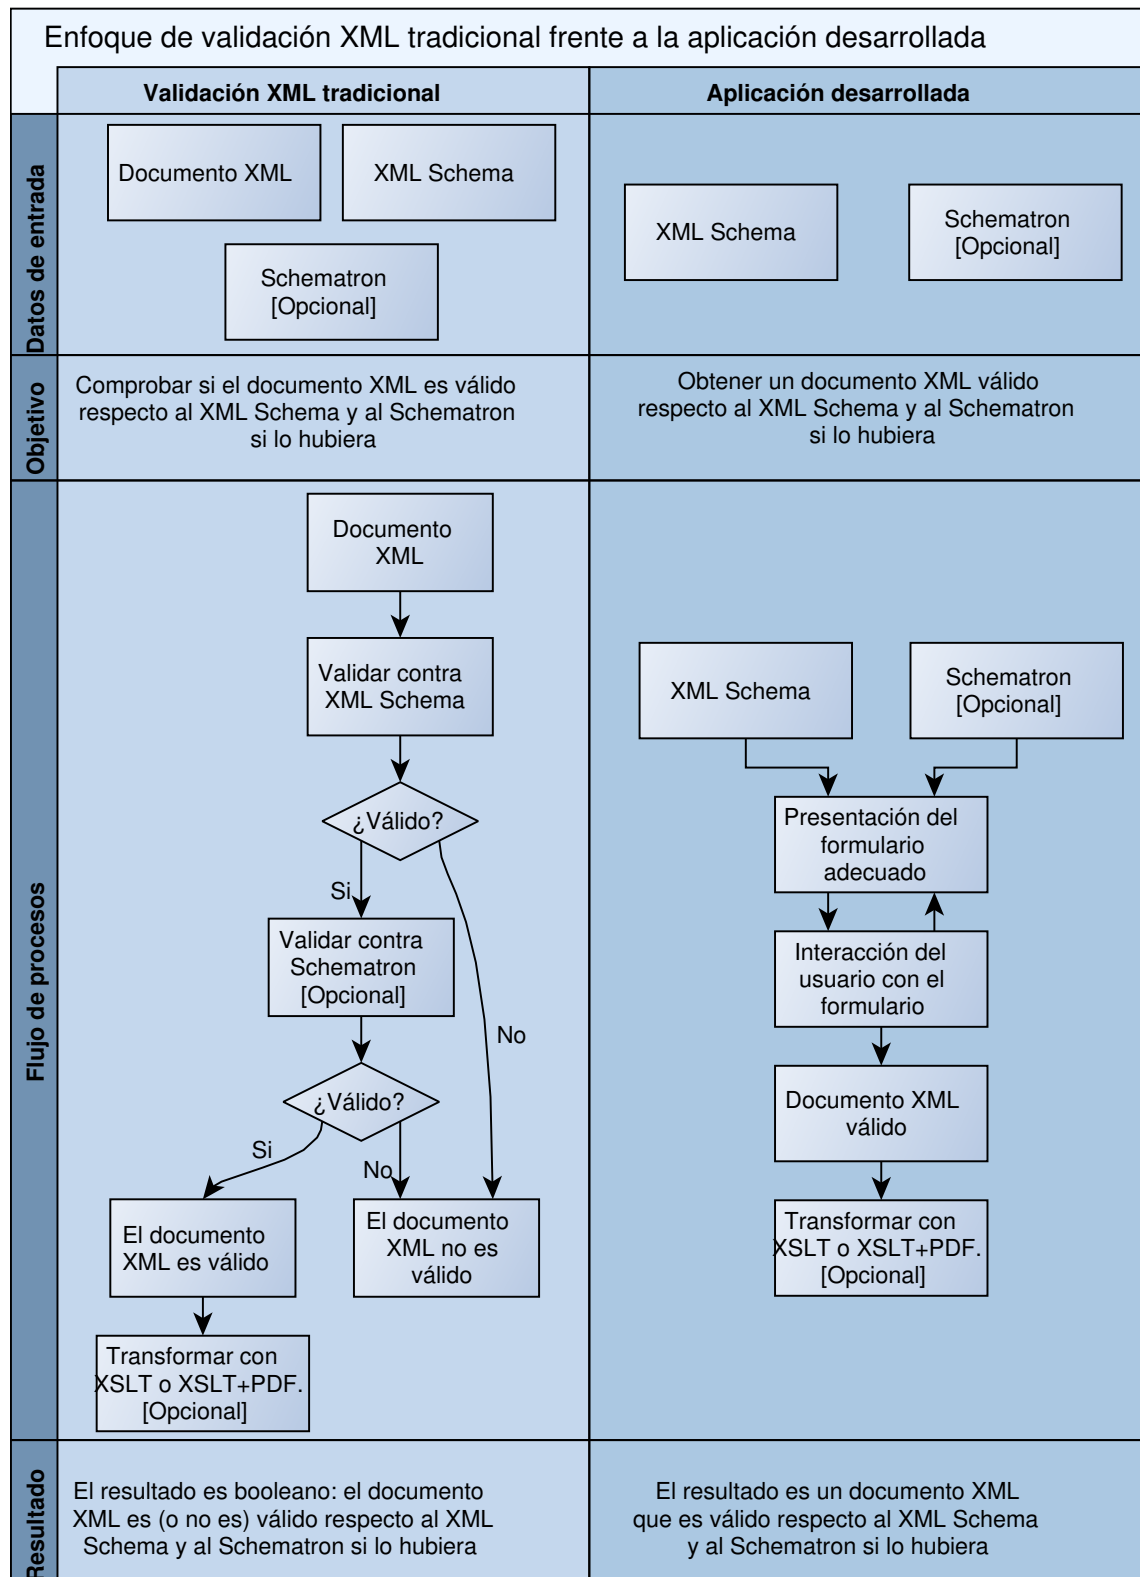 Enfoque de validación XML tradicional frente a la aplicación desarrollada
Validación XML tradicional
Aplicación desarrollada
Datos de entrada
Documento XML
XML Schema
Schematron
[Opcional]
XML Schema
Schematron
[Opcional]
Objetivo
Comprobar si el documento XML es válido
respecto al XML Schema y al Schematron
si lo hubiera
Obtener un documento XML válido
respecto al XML Schema y al Schematron
si lo hubiera
Flujo de procesos
Documento
XML
Validar contra
XML Schema
¿Válido?
Si
No
Validar contra
Schematron
[Opcional]
¿Válido?
Si
No
El documento
XML es válido
El documento
XML no es
válido
Transformar con
XSLT o XSLT+PDF.
[Opcional]
XML Schema
Schematron
[Opcional]
Presentación del
formulario
adecuado
Interacción del
usuario con el
formulario
Documento XML
válido
Transformar con
XSLT o XSLT+PDF.
[Opcional]
Resultado
El resultado es booleano: el documento
XML es (o no es) válido respecto al XML
Schema y al Schematron si lo hubiera
El resultado es un documento XML
que es válido respecto al XML Schema
y al Schematron si lo hubiera